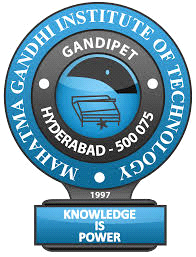 MAHATMA GANDHI INSTITUTE OF TECHNOLOGY
GANDIPET
HYDERABAD - 500 075
1997
KNOWLEDGE
IS
POWER